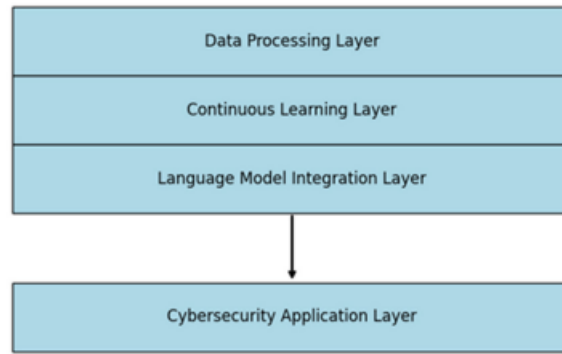 Data Processing Layer
Continuous Learning Layer
Language Model Integration Layer
Cybersecurity Application Layer